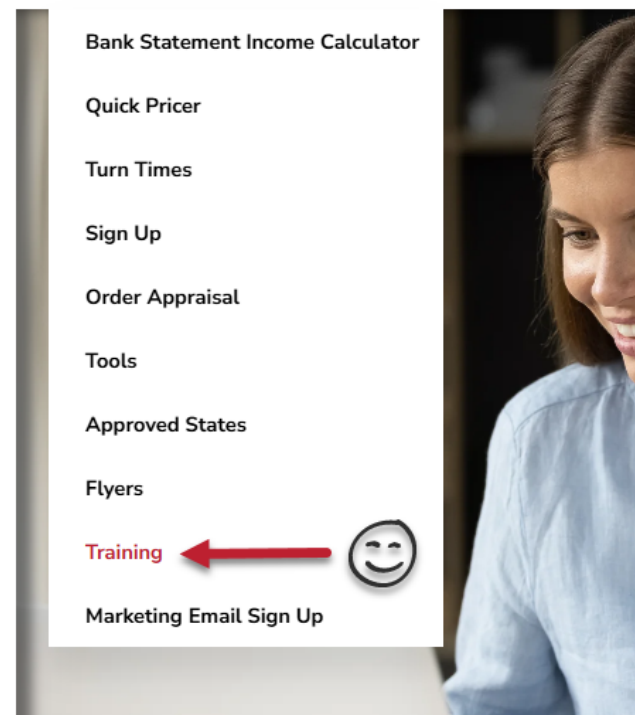 Bank Statement Income Calculator
Quick Pricer
Turn Times
Sign Up
Order Appraisal
Tools
Approved States
Flyers
Training
Marketing Email Sign Up